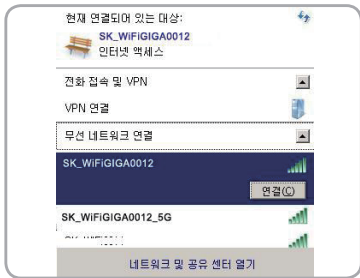 현재 연결되어 있는 대상:
SK_WiFiGIGA0012
인터넷 액세스
전화 접속 및 VPN
VPN 연결
무선 네트워크 연결
SK_WiFiGIGA0012
연결(C)
SK_WiFiGIGA0012_5G
네트워크 및 공유 센터 열기